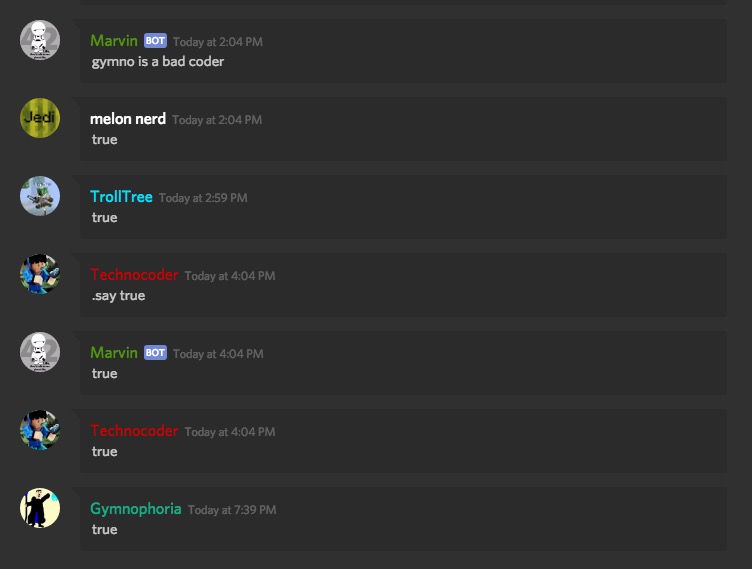 Marvin BOT Today at 2:04 PM
gymno is a bad coder
Jedi
melon nerd Today at 2:04 PM
true
TrollTree Today at 2:59 PM
true
Technocoder Today at 4:04 PM
.say true
42
Marvin BOT Today at 4:04 PM
true
Technocoder Today at 4:04 PM
true
Gymnophoria Today at 7:39 PM
true